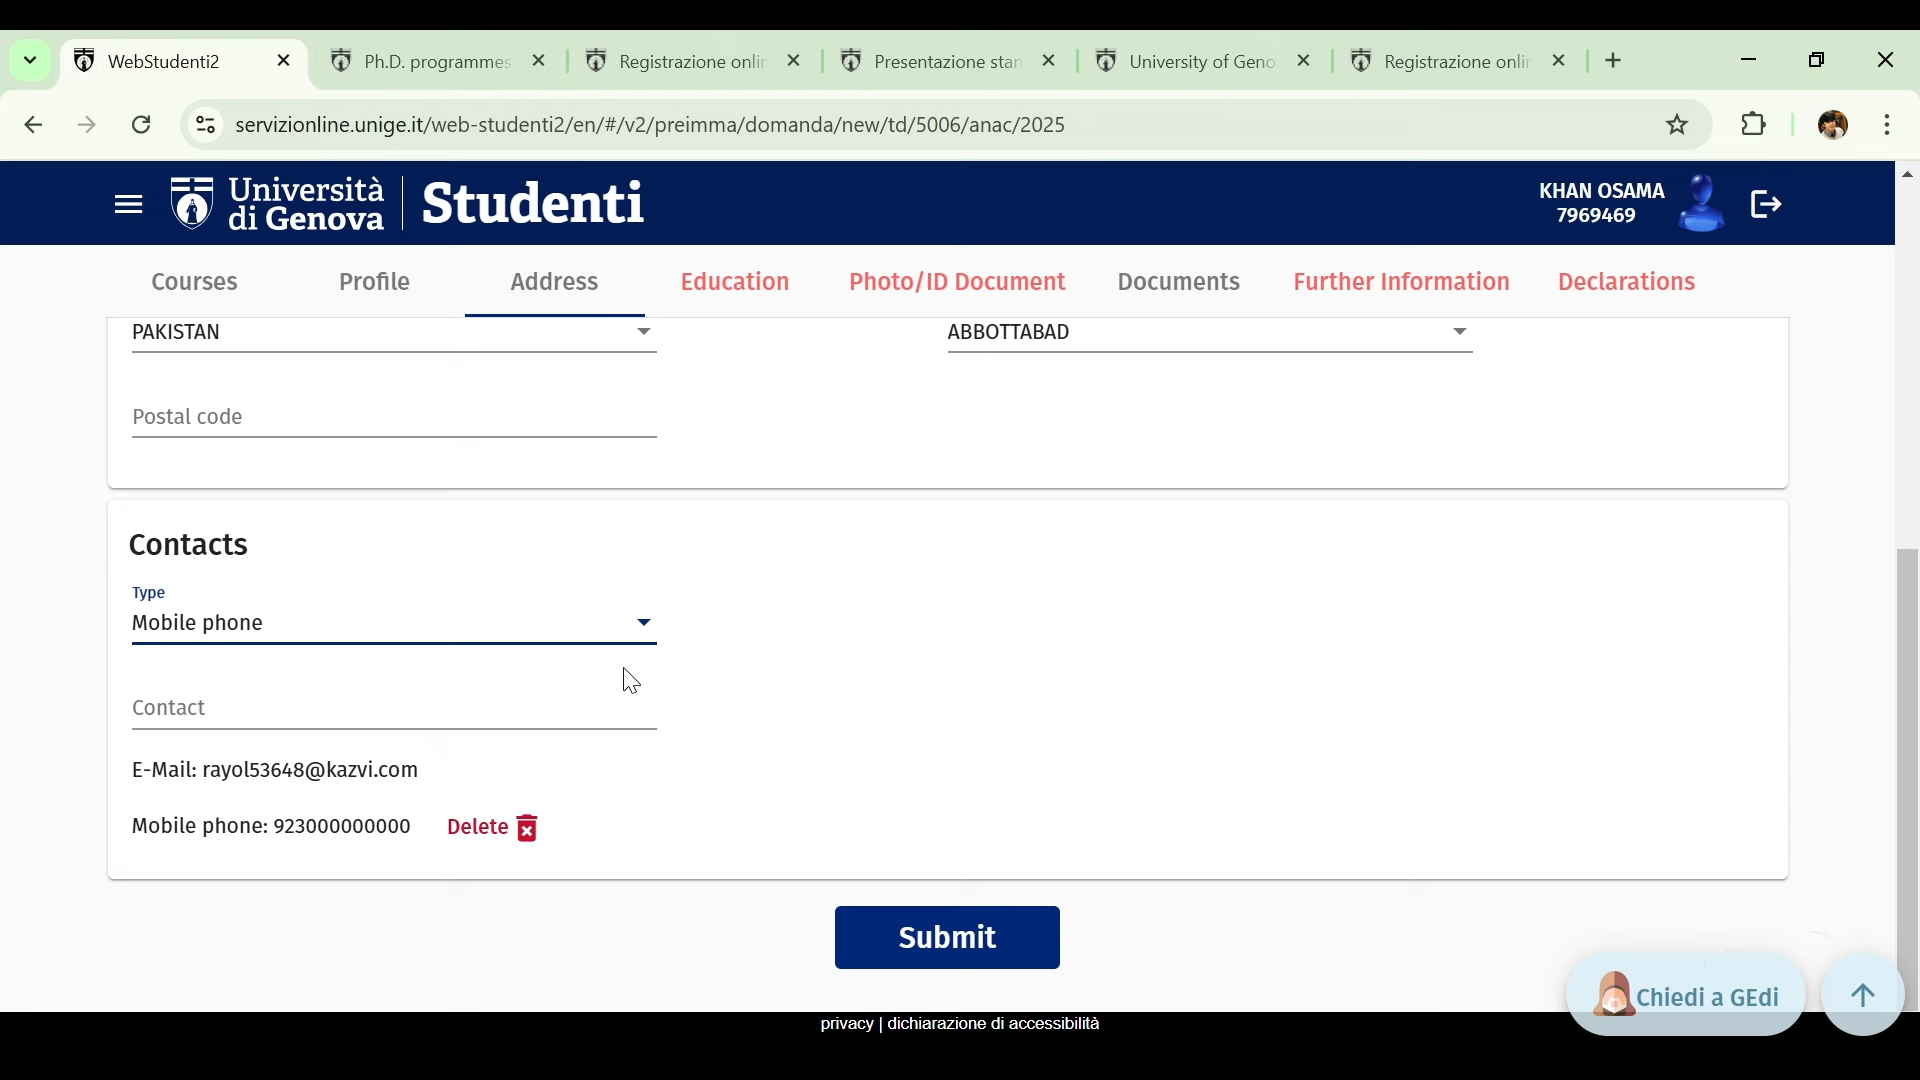 WebStudenti2
Ph.D. programmes
Registrazione onlin
Presentazione stan
University of Geno
Registrazione onlin
servizionline.unige.it/web-studenti2/en/#/v2/preimma/domanda/new/td/5006/anac/2025
Università
di Genova
Studenti
KHAN OSAMA
7969469
Courses
Profile
Address
Education
Photo/ID Document
Documents
Further Information
Declarations
PAKISTAN
ABBOTTABAD
Postal code
Contacts
Type
Mobile phone
Contact
E-Mail: rayol53648@kazvi.com
Mobile phone: 923000000000
Delete
Submit
Chiedi a GEdi
privacy | dichiarazione di accessibilità